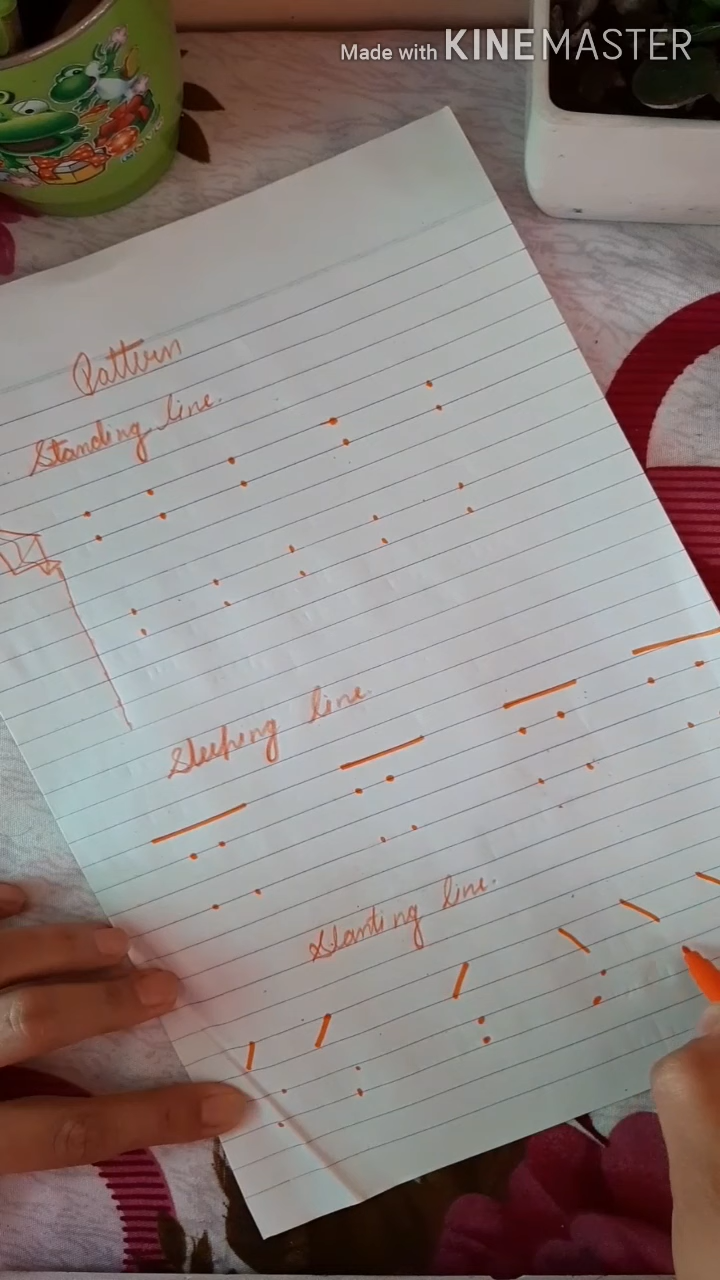 Made with KINEMASTER
Pattern
Standing line.
Sleeping line.
Slanting line.